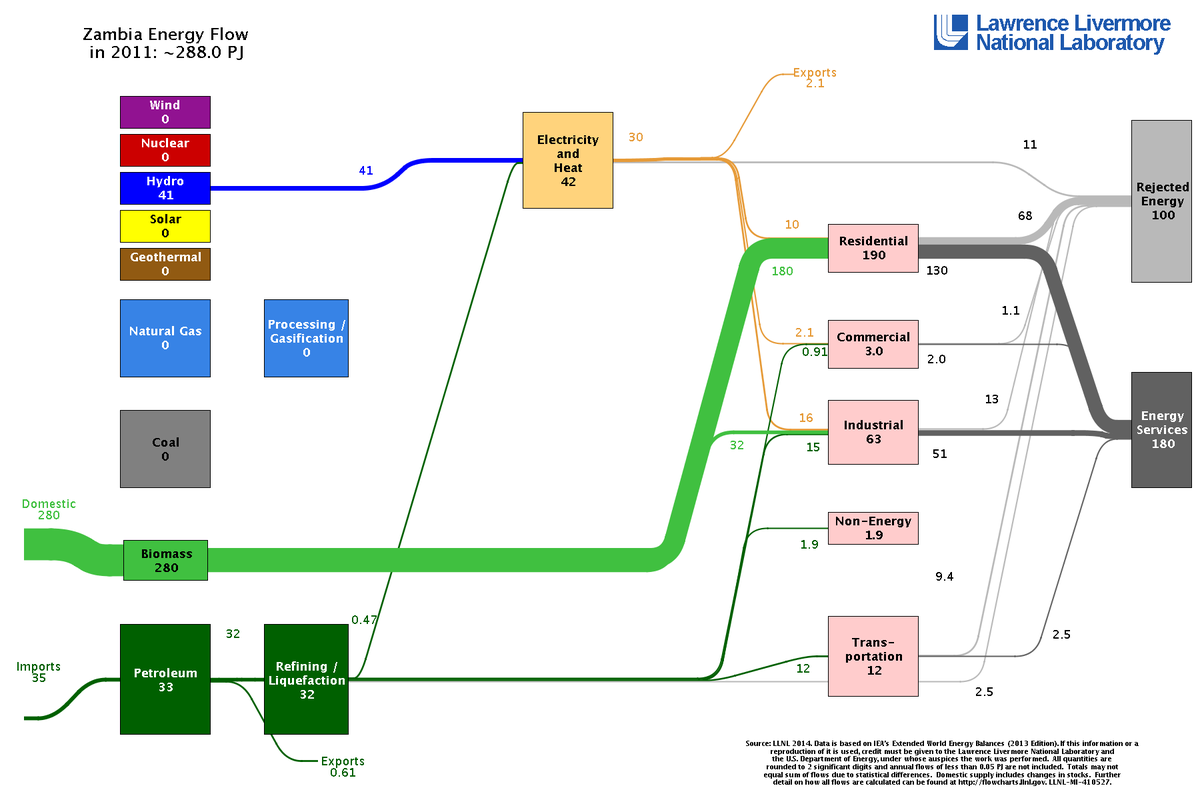 Zambia Energy Flow
in 2011: ~288.0 PJ
Lawrence Livermore
National Laboratory
Wind
0
Nuclear
0
Hydro
41
Solar
0
Geothermal
0
Natural Gas
0
Processing /
Gasification
0
Coal
0
Domestic
280
Biomass
280
Imports
35
Petroleum
33
32
Refining /
Liquefaction
32
0.47
Exports
0.61
41
Electricity
and
Heat
42
30
Exports
2.1
11
10
180
Residential
190
68
130
2.1
0.91
Commercial
3.0
1.1
2.0
16
32
15
Industrial
63
13
51
1.9
Non-Energy
1.9
12
Trans-
portation
12
9.4
2.5
2.5
Rejected
Energy
100
Energy
Services
180
Source: LLNL 2014. Data is based on IEA's Extended World Energy Balances (2013 Edition). If this information or a
reproduction of it is used, credit must be given to the Lawrence Livermore National Laboratory and
the U.S. Department of Energy, under whose auspices the work was performed. All quantities are
rounded to 2 significant digits and annual flows of less than 0.05 PJ are not included. Totals may not
equal sum of flows due to statistical differences. Domestic supply includes changes in stocks. Further
detail on how all flows are calculated can be found at http://flowcharts.llnl.gov. LLNL-MI-410527.